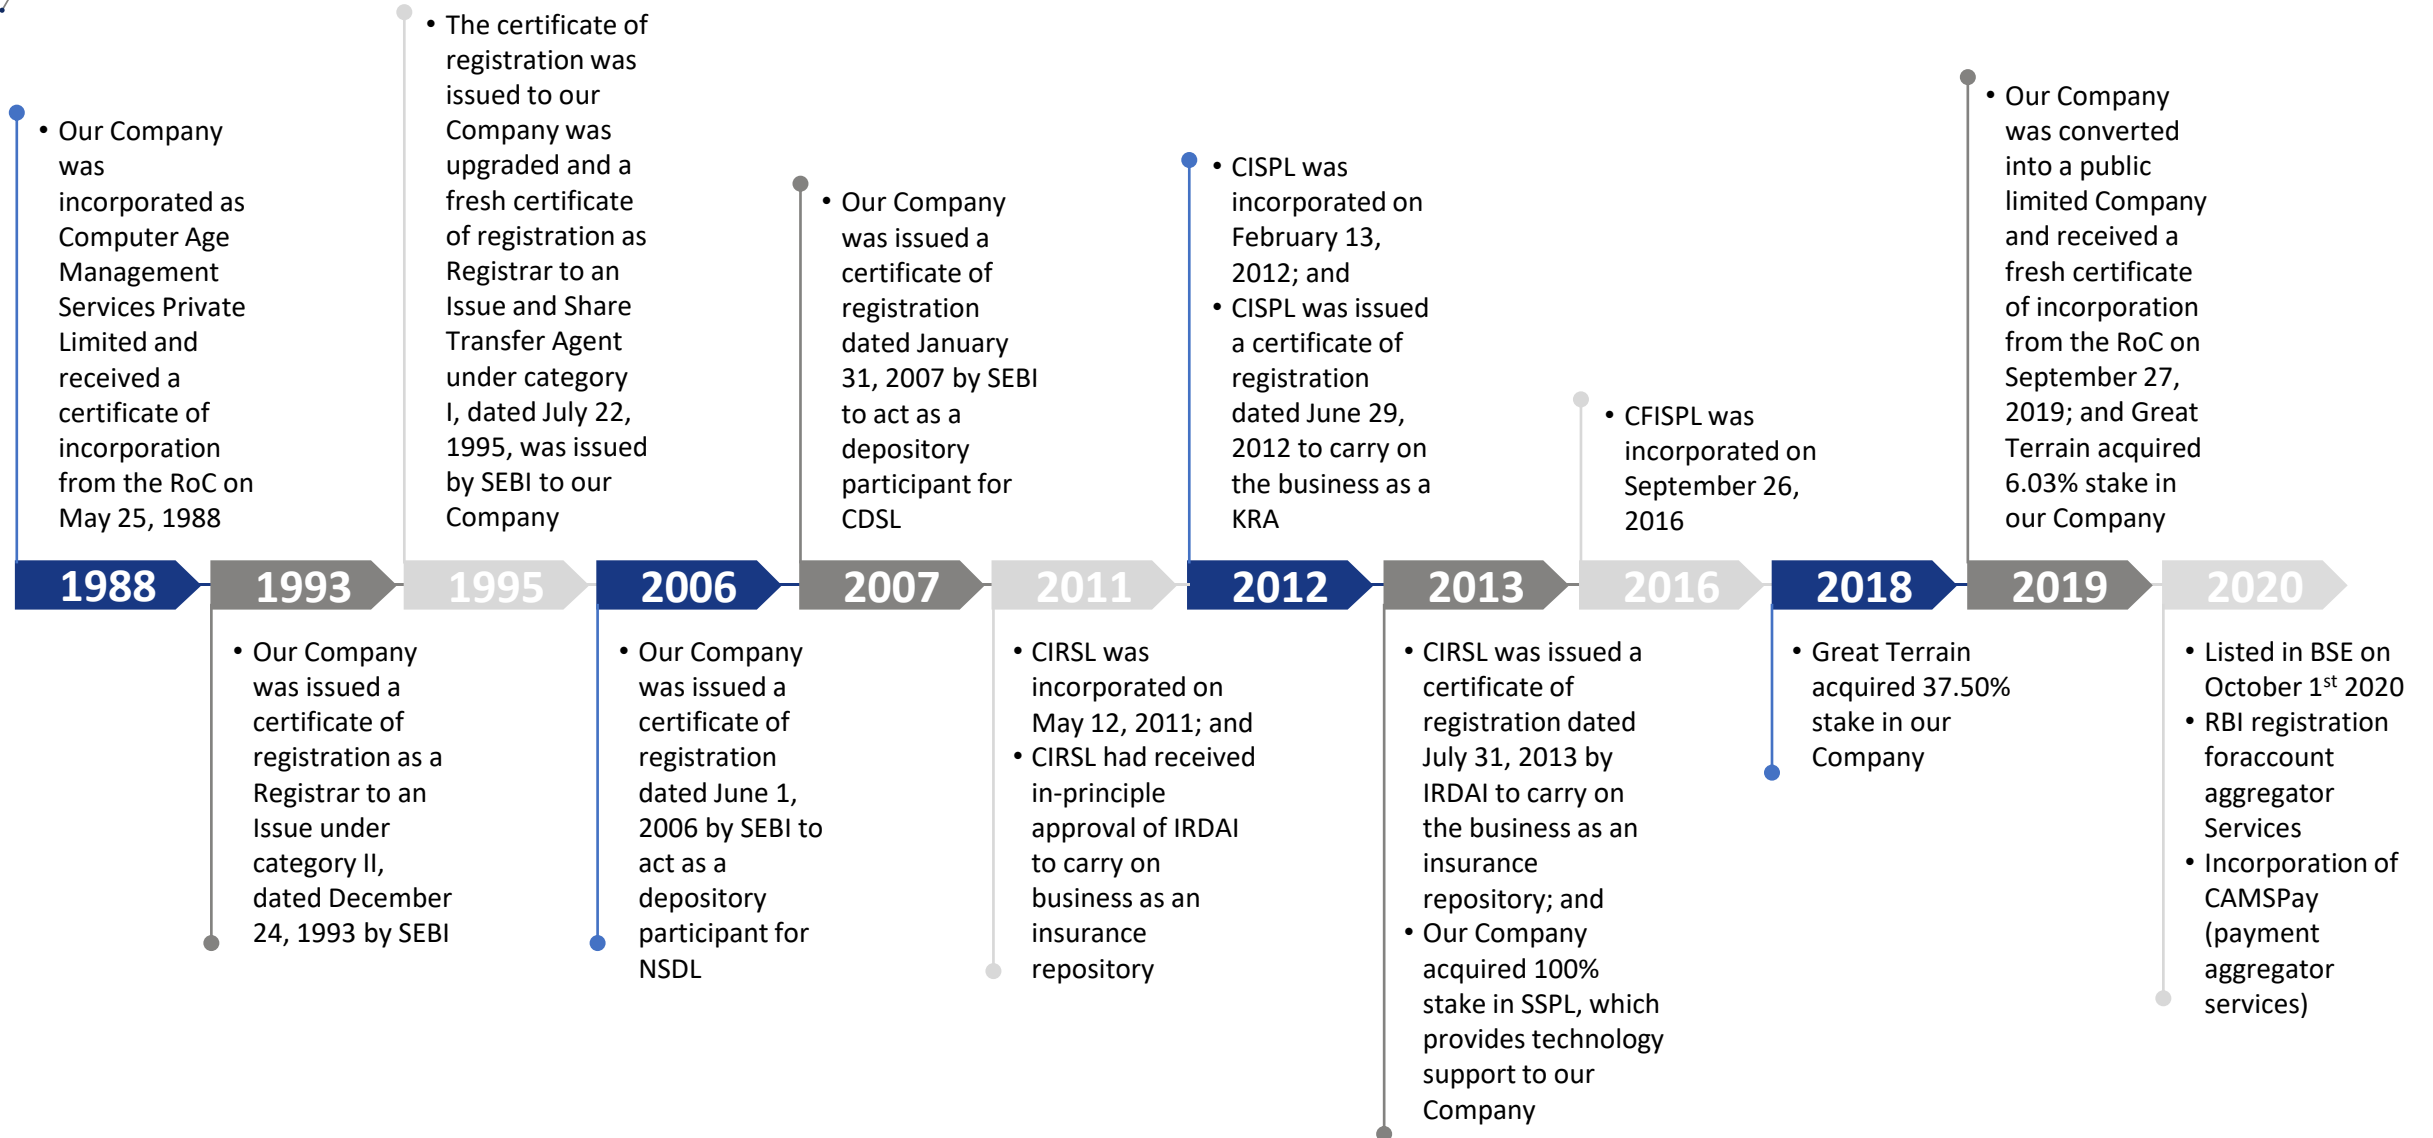 • Our Company
was
incorporated as
Computer Age
Management
Services Private
Limited and
received a
certificate of
incorporation
from the RoC on
May 25, 1988
• The certificate of
registration was
issued to our
Company was
upgraded and a
fresh certificate
of registration as
Registrar to an
Issue and Share
Transfer Agent
under category
I, dated July 22,
1995, was issued
by SEBI to our
Company
• Our Company
was issued a
certificate of
registration
dated January
31, 2007 by SEBI
to act as a
depository
participant for
CDSL
• CISPL was
incorporated on
February 13,
2012; and
• CISPL was issued
a certificate of
registration
dated June 29,
2012 to carry on
the business as a
KRA
• CFISPL was
incorporated on
September 26,
2016
• Our Company
was converted
into a public
limited Company
and received a
fresh certificate
of incorporation
from the RoC on
September 27,
2019; and Great
Terrain acquired
6.03% stake in
our Company
1988
1993
1995
2006
2007
2011
2012
2013
2016
2018
2019
2020
• Our Company
was issued a
certificate of
registration as a
Registrar to an
Issue under
category II,
dated December
24, 1993 by SEBI
• Our Company
was issued a
certificate of
registration
dated June 1,
2006 by SEBI to
act as a
depository
participant for
NSDL
• CIRSL was
incorporated on
May 12, 2011; and
• CIRSL had received
in-principle
approval of IRDAI
to carry on
business as an
insurance
repository
• CIRSL was issued a
certificate of
registration dated
July 31, 2013 by
IRDAI to carry on
the business as an
insurance
repository; and
• Our Company
acquired 100%
stake in SSPL, which
provides technology
support to our
Company
• Great Terrain
acquired 37.50%
stake in our
Company
• Listed in BSE on
October 1st 2020
• RBI registration
foraccount
aggregator
Services
• Incorporation of
CAMSPay
(payment
aggregator
services)